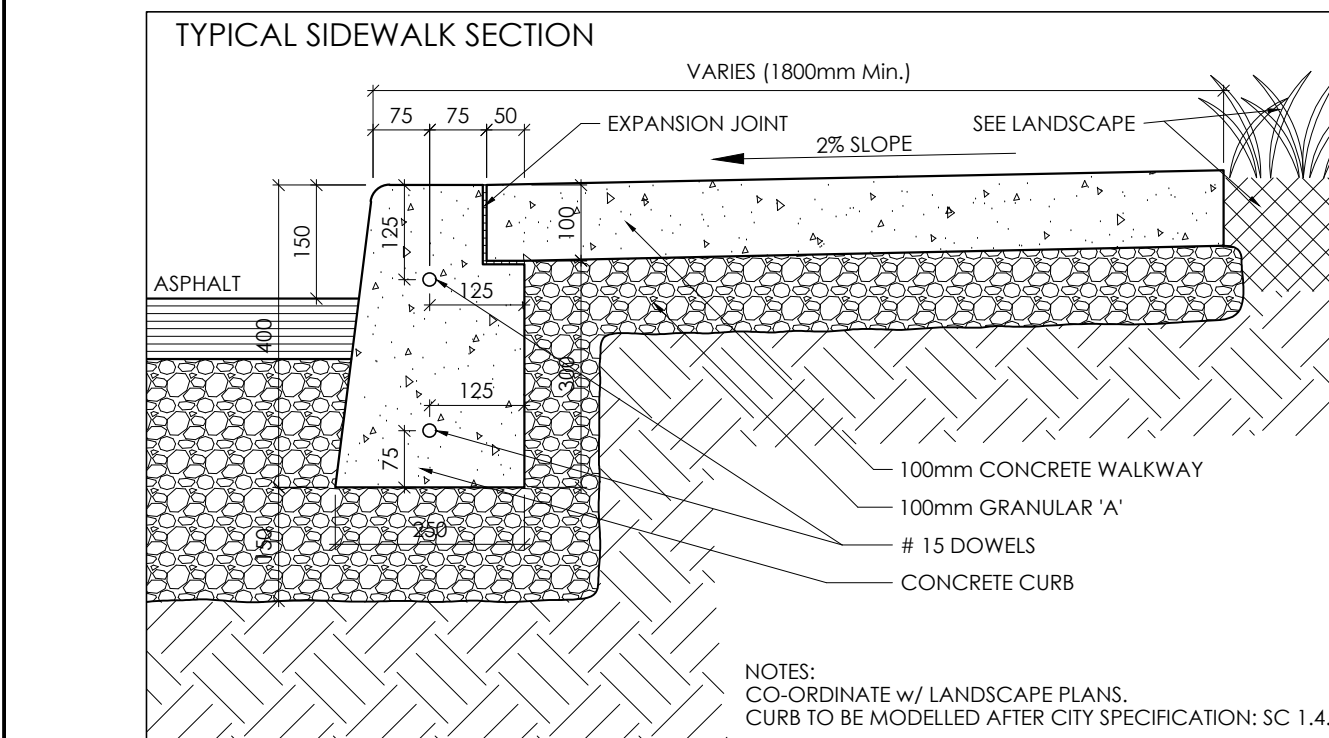 TYPICAL SIDEWALK SECTION
VARIES (1800mm Min.)
75 75 50
EXPANSION JOINT
SEE LANDSCAPE
2% SLOPE
150
125
100
ASPHALT
125
400
300
125
75
100mm CONCRETE WALKWAY
100mm GRANULAR 'A'
250
150
# 15 DOWELS
CONCRETE CURB
NOTES:
CO-ORDINATE w/ LANDSCAPE PLANS.
CURB TO BE MODELLED AFTER CITY SPECIFICATION: SC 1.4.